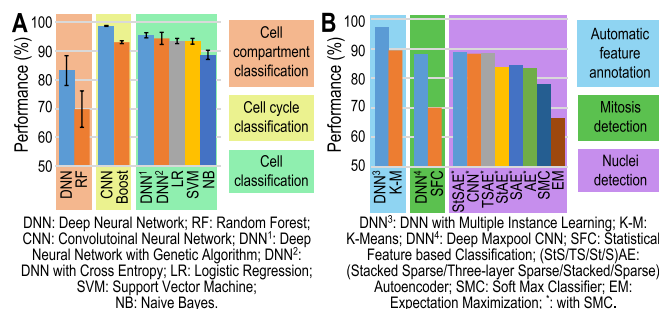 A
Performance (%)
100
90
80
70
60
50
DNN
RF
CNN
Boost
DNN¹
DNN²
LR
SVM
NB
Cell
compartment
classification
Cell cycle
classification
Cell
classification
DNN: Deep Neural Network; RF: Random Forest;
CNN: Convolutoinal Neural Network; DNN¹: Deep
Neural Network with Genetic Algorithm; DNN²:
DNN with Cross Entropy; LR: Logistic Regression;
SVM: Support Vector Machine;
NB: Naive Bayes.
B
Performance (%)
100
90
80
70
60
50
DNN³
K-M
DNN⁴
SFC
StSAE*
CNN*
TSAE*
StAE*
SAE*
AE*
SMC
EM
Automatic
feature
annotation
Mitosis
detection
Nuclei
detection
DNN³: DNN with Multiple Instance Learning; K-M:
K-Means; DNN⁴: Deep Maxpool CNN; SFC: Statistical
Feature based Classification; (StS/TS/St/S)AE:
(Stacked Sparse/Three-layer Sparse/Stacked/Sparse)
Autoencoder; SMC: Soft Max Classifier; EM:
Expectation Maximization; *: with SMC.